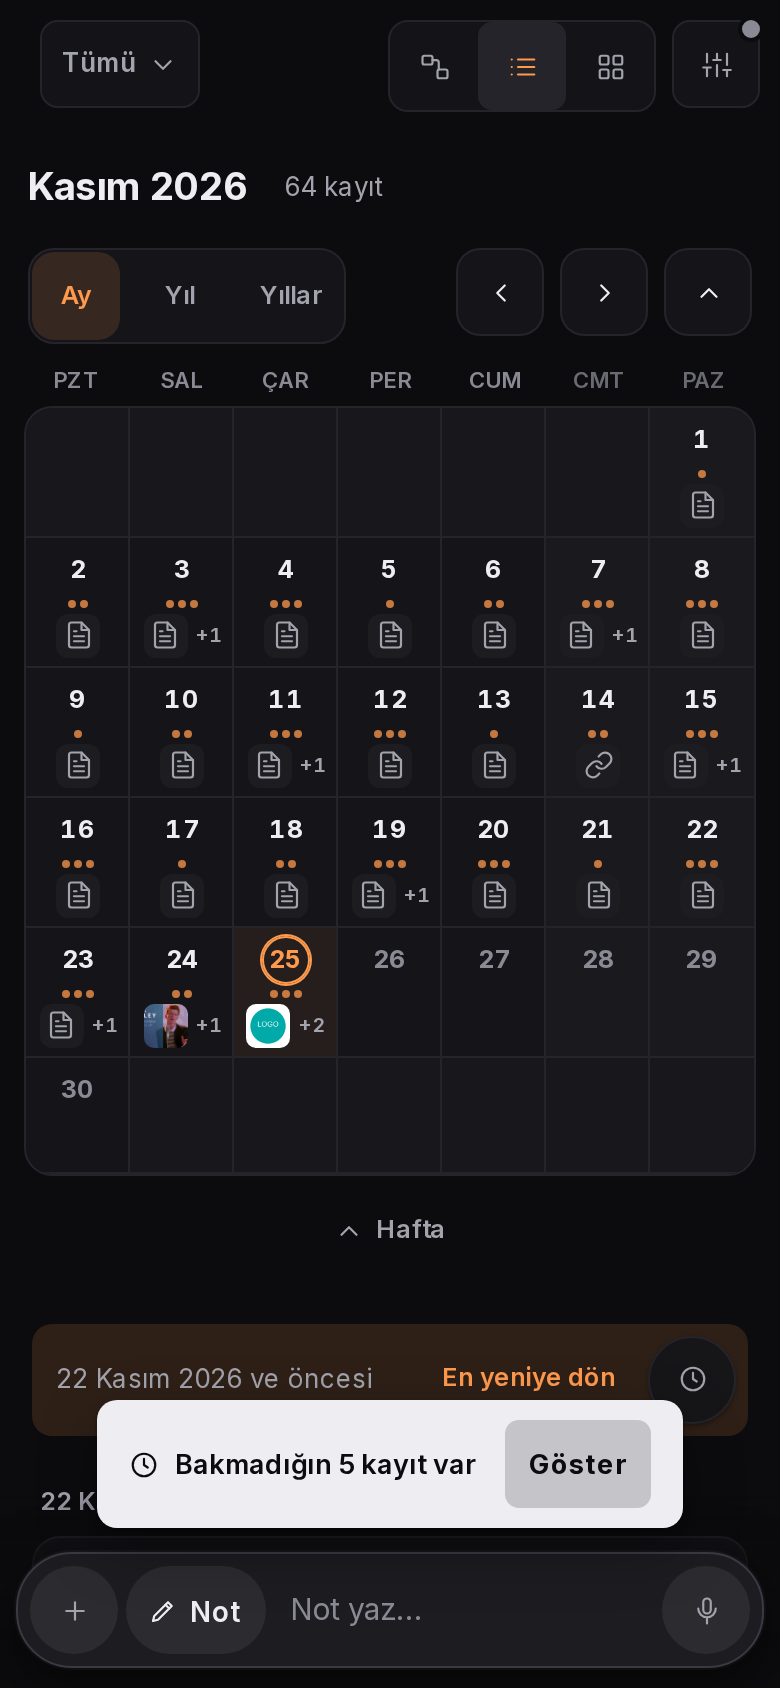 Tümü
Kasım 2026 64 kayıt
Ay Yıl Yıllar
PZT SAL ÇAR PER CUM CMT PAZ
1
2 3 4 5 6 7 8
+1 +1
9 10 11 12 13 14 15
+1 +1
16 17 18 19 20 21 22
+1
23 24 25 26 27 28 29
+1 LEY +1 LOGO +2
30
Hafta
22 Kasım 2026 ve öncesi En yeniye dön
Bakmadığın 5 kayıt var Göster
22 K
Not Not yaz...